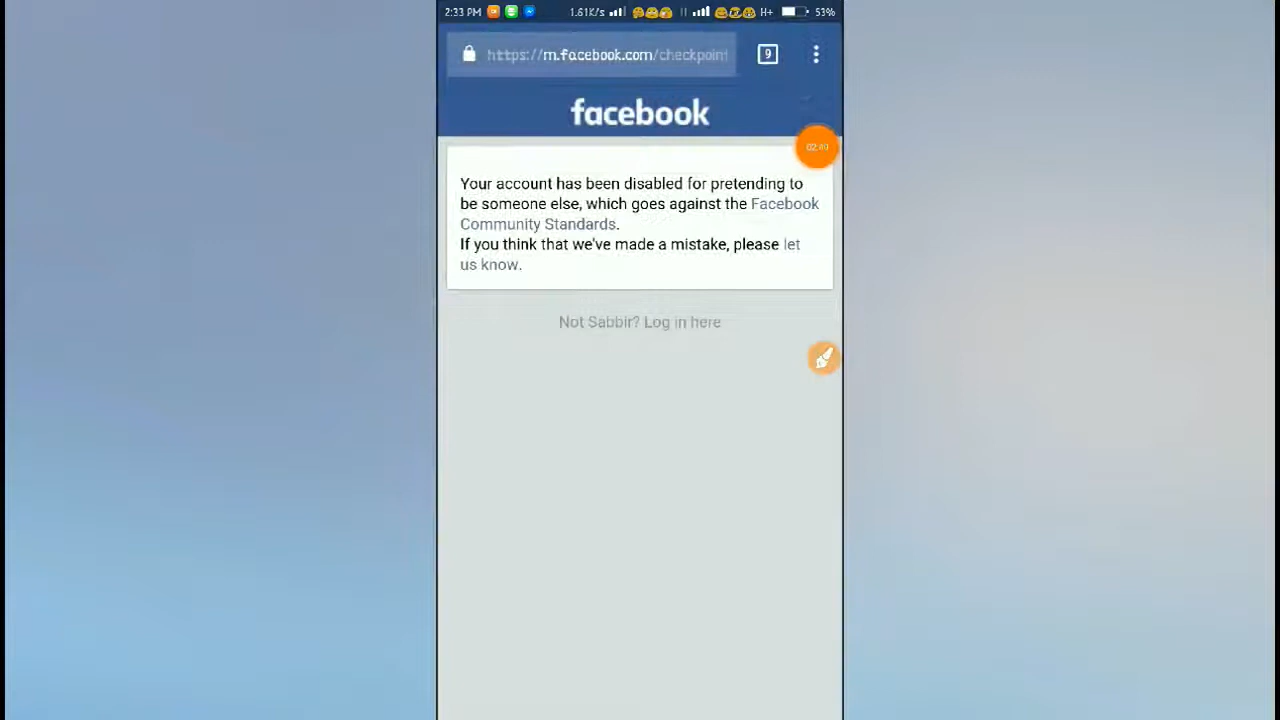 2:33 PM 1.61K/s H+ 53%
https://m.facebook.com/checkpoint 9
facebook
02:40
Your account has been disabled for pretending to
be someone else, which goes against the Facebook
Community Standards.
If you think that we've made a mistake, please let
us know.
Not Sabbir? Log in here